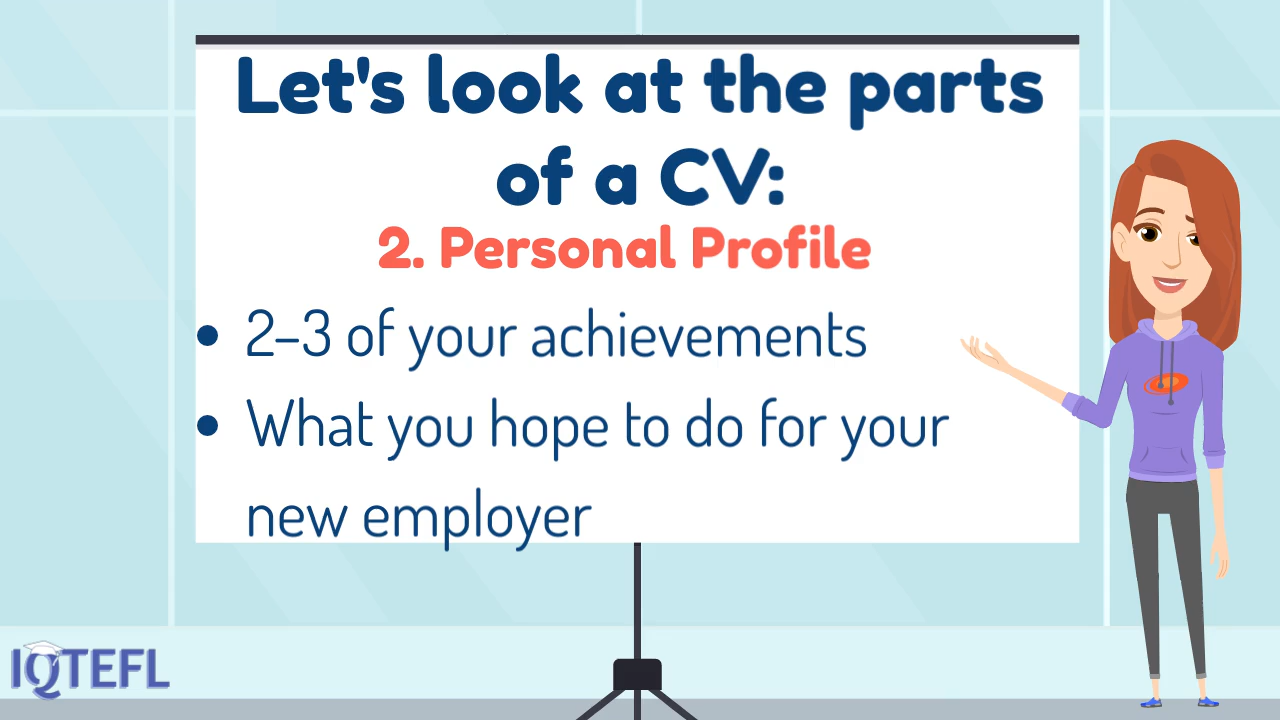 Let's look at the parts
of a CV:
2. Personal Profile
• 2–3 of your achievements
• What you hope to do for your
new employer
IQTEFL